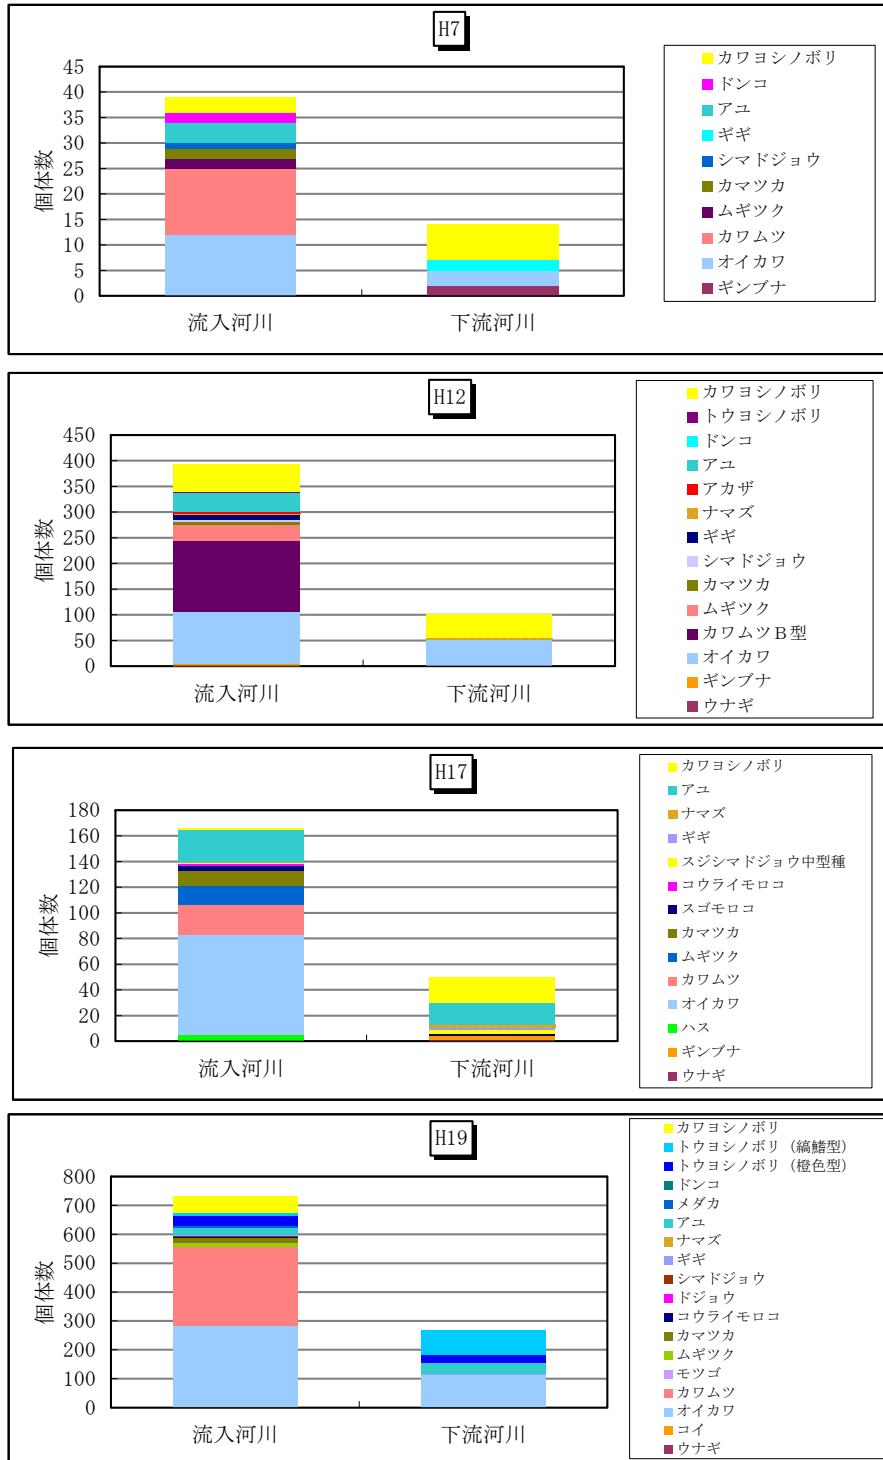 H7
個体数
45
40
35
30
25
20
15
10
5
0
流入河川
下流河川
カワヨシノボリ
ドンコ
アユ
ギギ
シマドジョウ
カマツカ
ムギツク
カワムツ
オイカワ
ギンブナ
H12
個体数
450
400
350
300
250
200
150
100
50
0
流入河川
下流河川
カワヨシノボリ
トウヨシノボリ
ドンコ
アユ
アカザ
ナマズ
ギギ
シマドジョウ
カマツカ
ムギツク
カワムツB型
オイカワ
ギンブナ
ウナギ
H17
個体数
180
160
140
120
100
80
60
40
20
0
流入河川
下流河川
カワヨシノボリ
アユ
ナマズ
ギギ
スジシマドジョウ中型種
コウライモロコ
スゴモロコ
カマツカ
ムギツク
カワムツ
オイカワ
ハス
ギンブナ
ウナギ
H19
個体数
800
700
600
500
400
300
200
100
0
流入河川
下流河川
カワヨシノボリ
トウヨシノボリ（縞鰭型）
トウヨシノボリ（橙色型）
ドンコ
メダカ
アユ
ナマズ
ギギ
シマドジョウ
ドジョウ
コウライモロコ
カマツカ
ムギツク
モツゴ
カワムツ
オイカワ
コイ
ウナギ